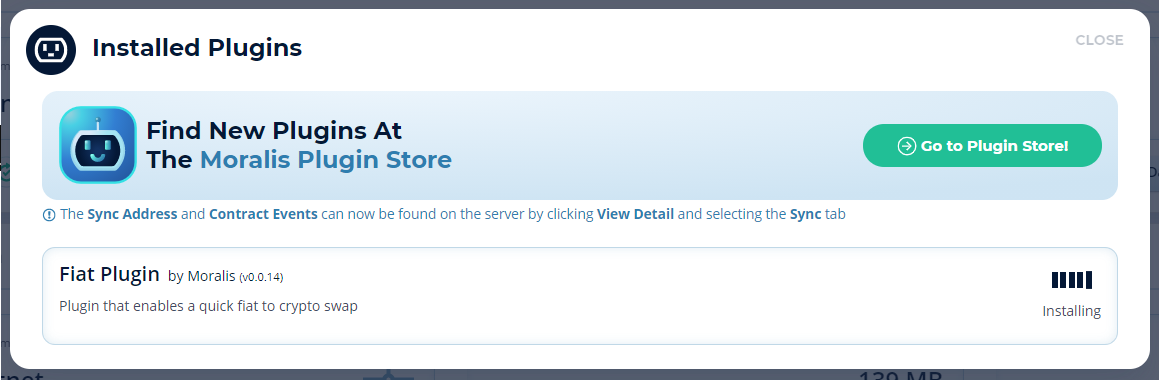 Installed Plugins
CLOSE
Find New Plugins At
The Moralis Plugin Store
Go to Plugin Store!
The Sync Address and Contract Events can now be found on the server by clicking View Detail and selecting the Sync tab
Fiat Plugin by Moralis (v0.0.14)
Plugin that enables a quick fiat to crypto swap
Installing
139 MB